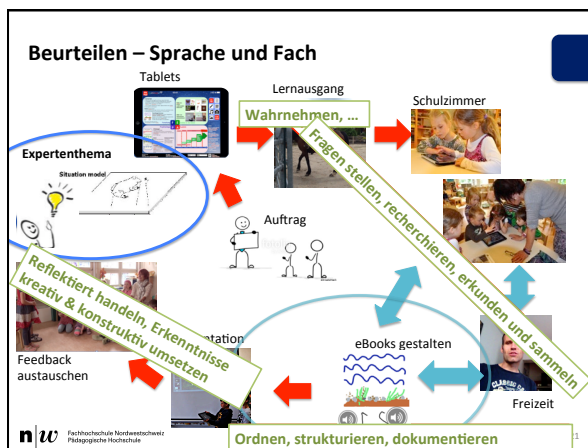 Beurteilen – Sprache und Fach
Tablets
Lernausgang
Wahrnehmen, ...
Schulzimmer
Expertenthema
Situation model
Fragen stellen, recherchieren, erkunden und sammeln
Auftrag
Reflektiert handeln, Erkenntnisse
kreativ & konstruktiv umsetzen
ntation
eBooks gestalten
Feedback
austauschen
Freizeit
n|w Fachhochschule Nordwestschweiz
Pädagogische Hochschule
Ordnen, strukturieren, dokumentieren